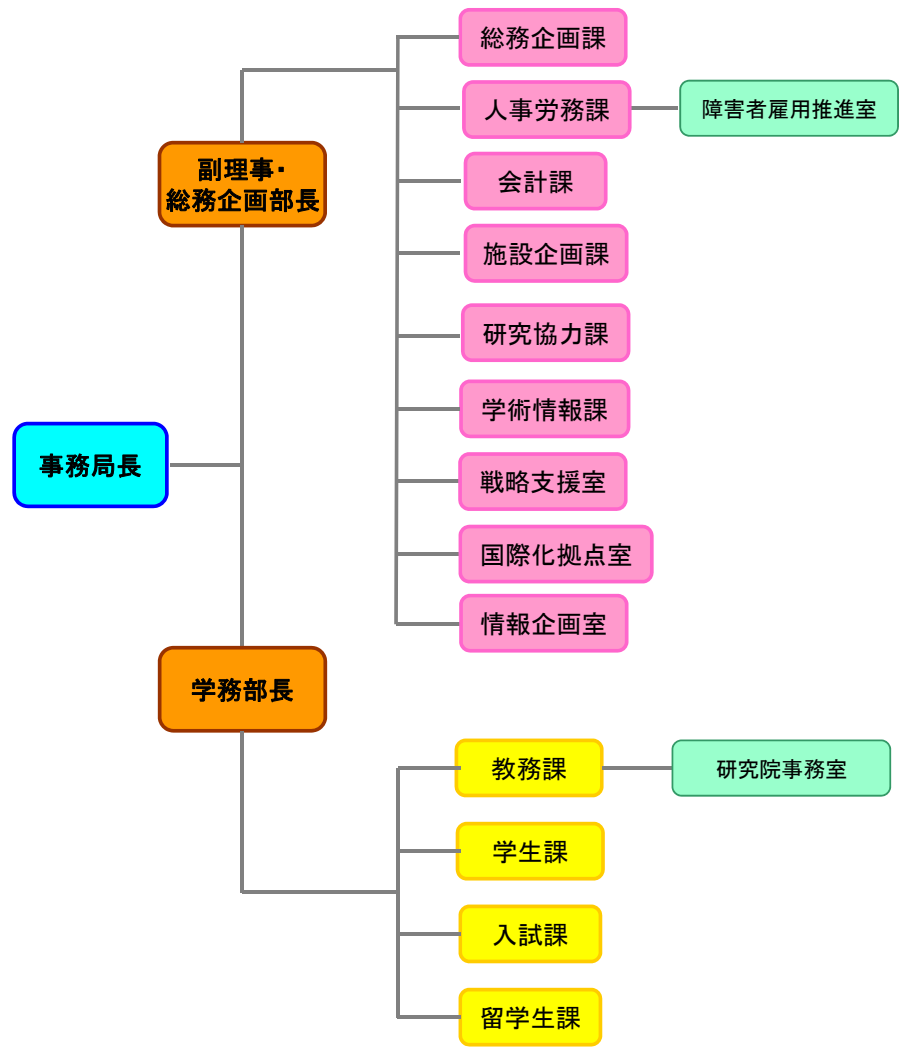 総務企画課
人事労務課
障害者雇用推進室
副理事・
総務企画部長
会計課
施設企画課
研究協力課
学術情報課
事務局長
戦略支援室
国際化拠点室
情報企画室
学務部長
教務課
研究院事務室
学生課
入試課
留学生課